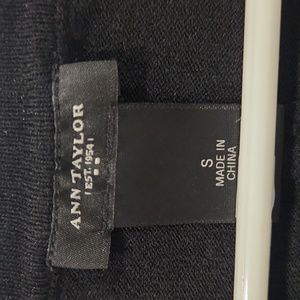 ANN TAYLOR
| EST. 1954 |
S
MADE IN
CHINA